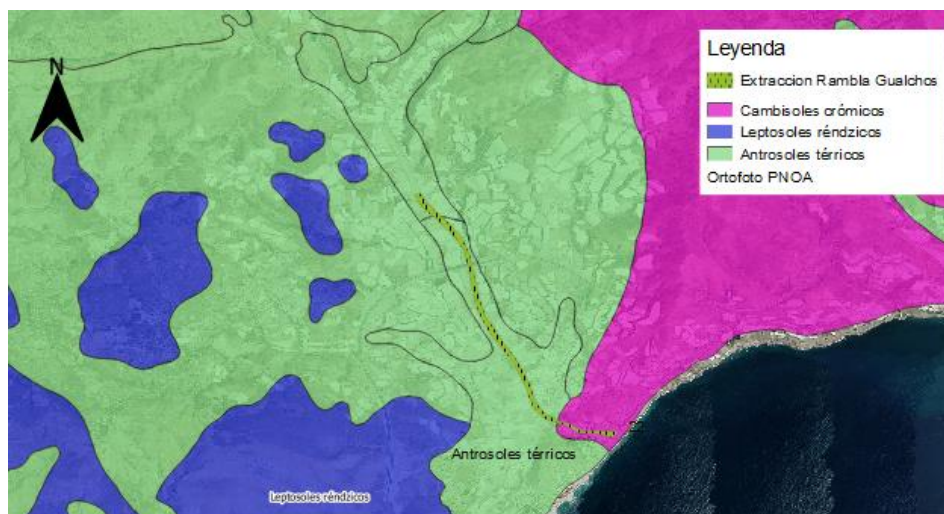 N
Leyenda
Extraccion Rambla Gualchos
Cambisoles crómicos
Leptosoles réndzicos
Antrosoles térricos
Ortofoto PNOA
Antrosoles térricos
Leptosoles réndzicos